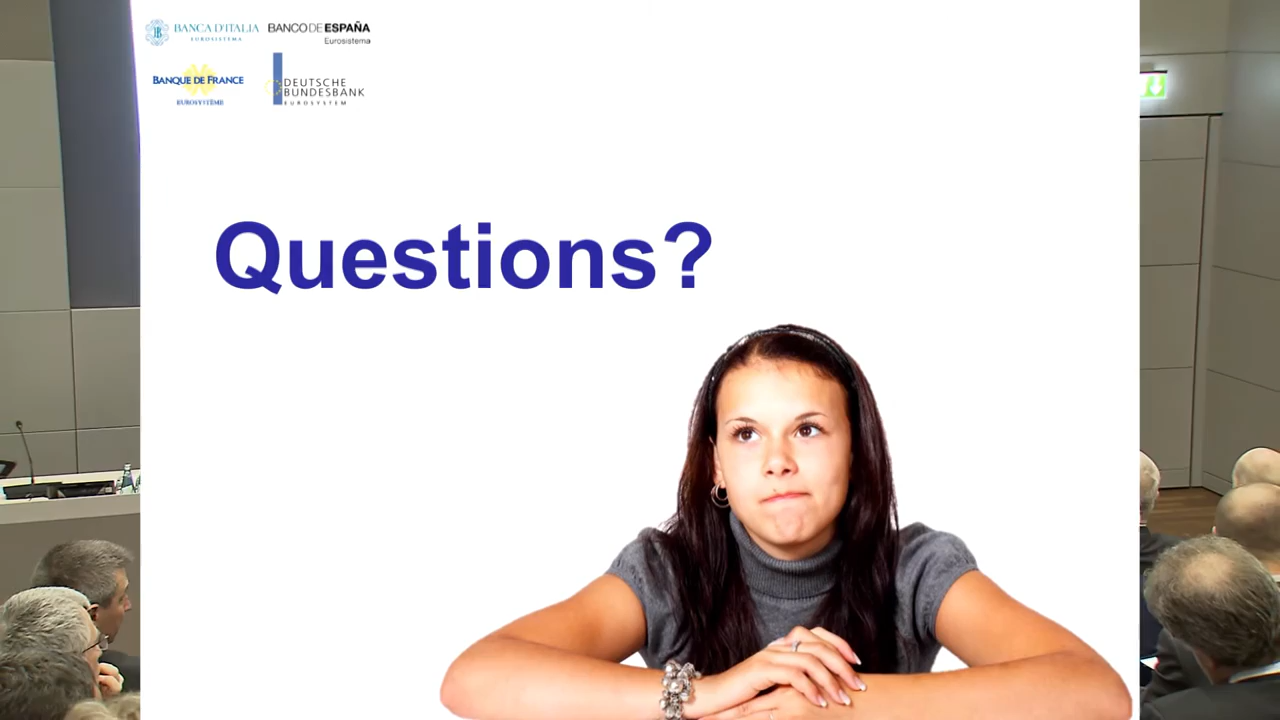 BANCA D'ITALIA
EUROSISTEMA
BANCO DE ESPAÑA
Eurosistema
BANQUE DE FRANCE
EUROSYSTÈME
DEUTSCHE
BUNDESBANK
EUROSYSTEM
Questions?